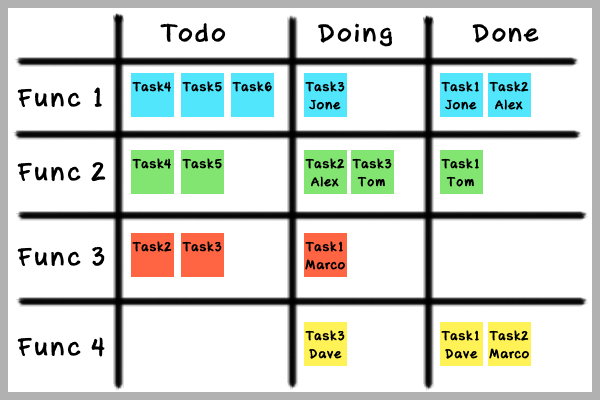 Todo Doing Done
Func 1
Task4 Task5 Task6 Task3 Task1 Task2
Jone Jone Alex
Func 2
Task4 Task5 Task2 Task3 Task1
Alex Tom Tom
Func 3
Task2 Task3 Task1
Marco
Func 4
Task3 Task1 Task2
Dave Dave Marco